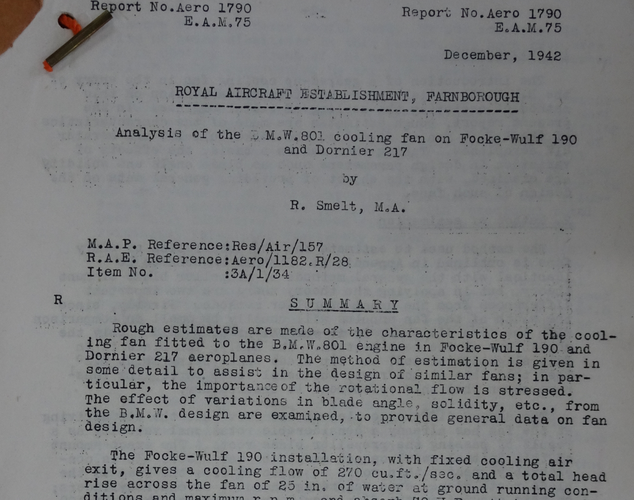 Report No.Aero 1790
E.A.M.75
Report No.Aero 1790
E.A.M.75
December, 1942
ROYAL AIRCRAFT ESTABLISHMENT, FARNBOROUGH
Analysis of the B.M.W.801 cooling fan on Focke-Wulf 190
and Dornier 217
by
R. Smelt, M.A.
M.A.P. Reference:Res/Air/157
R.A.E. Reference:Aero/1182.R/28
Item No. :3A/1/34
R
SUMMARY
Rough estimates are made of the characteristics of the cool-
ing fan fitted to the B.M.W.801 engine in Focke-Wulf 190 and
Dornier 217 aeroplanes. The method of estimation is given in
some detail to assist in the design of similar fans; in par-
ticular, the importance of the rotational flow is stressed.
The effect of variations in blade angle, solidity, etc., from
the B.M.W. design are examined, to provide general data on fan
design.
The Focke-Wulf 190 installation, with fixed cooling air
exit, gives a cooling flow of 270 cu.ft./sec. and a total head
rise across the fan of 25 in. of water at ground running con-
ditions and maximum r.p.m.